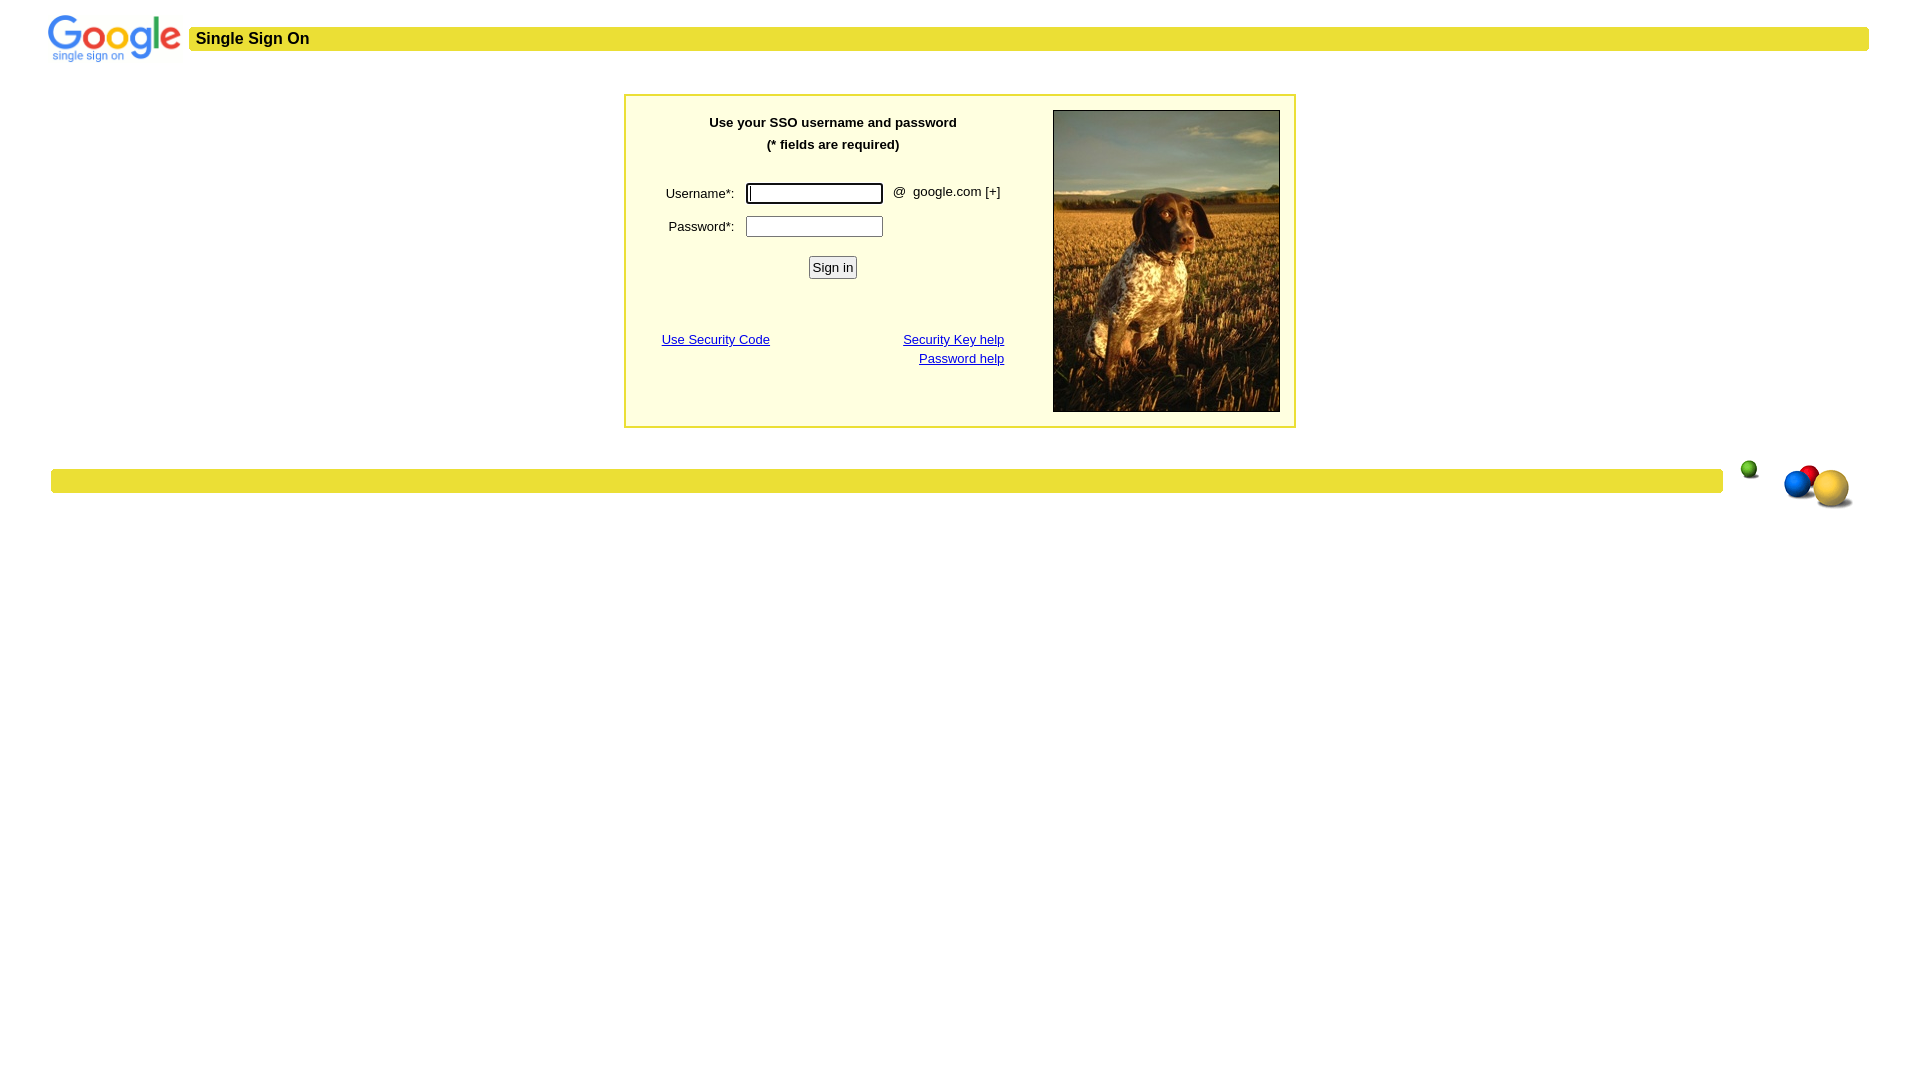 Google
single sign on
Single Sign On
Use your SSO username and password
(* fields are required)
Username*: @ google.com [+]
Password*:
Sign in
Use Security Code
Security Key help
Password help